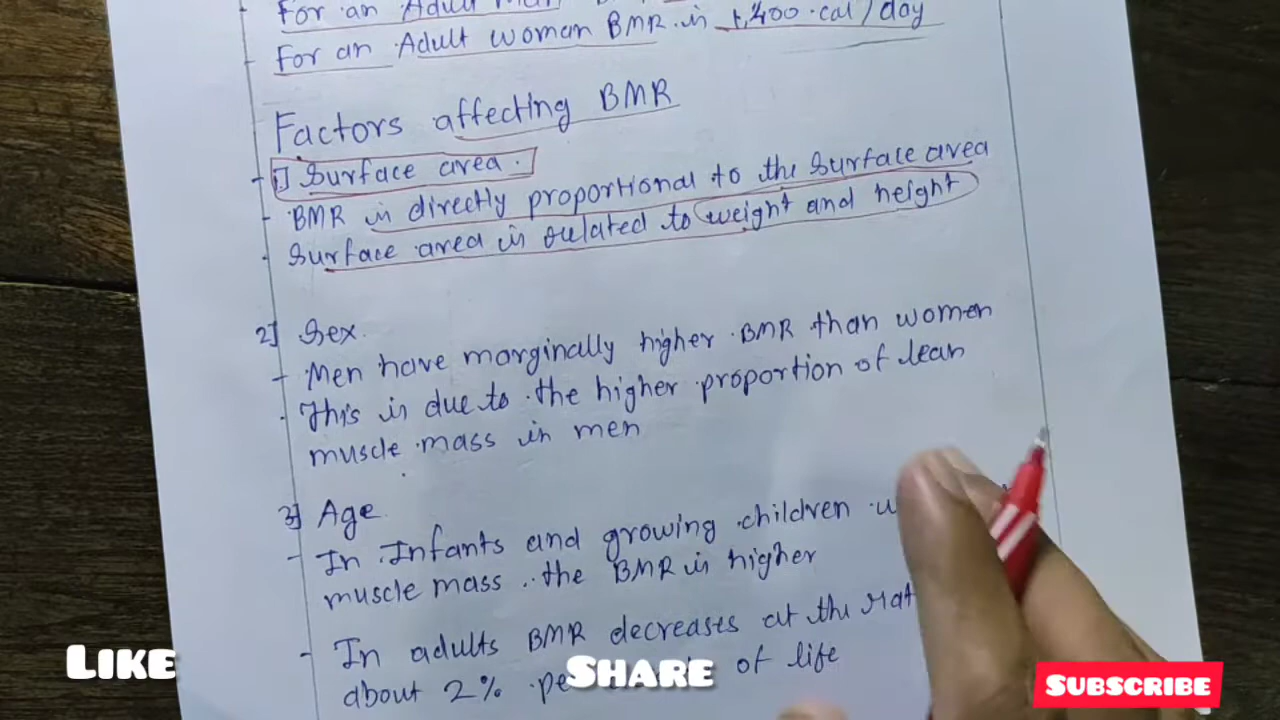 For an Adult man
For an Adult woman BMR is 1,400 cal/day
Factors affecting BMR
1] Surface area.
- BMR is directly proportional to the Surface area
. Surface area is related to weight and height
2] Sex.
- Men have marginally higher BMR than women
. This is due to the higher proportion of lean
muscle mass in men
3] Age
- In Infants and growing children
muscle mass .. the BMR is higher
- In adults BMR decreases at the
about 2% of life
LIKE
SHARE
SUBSCRIBE